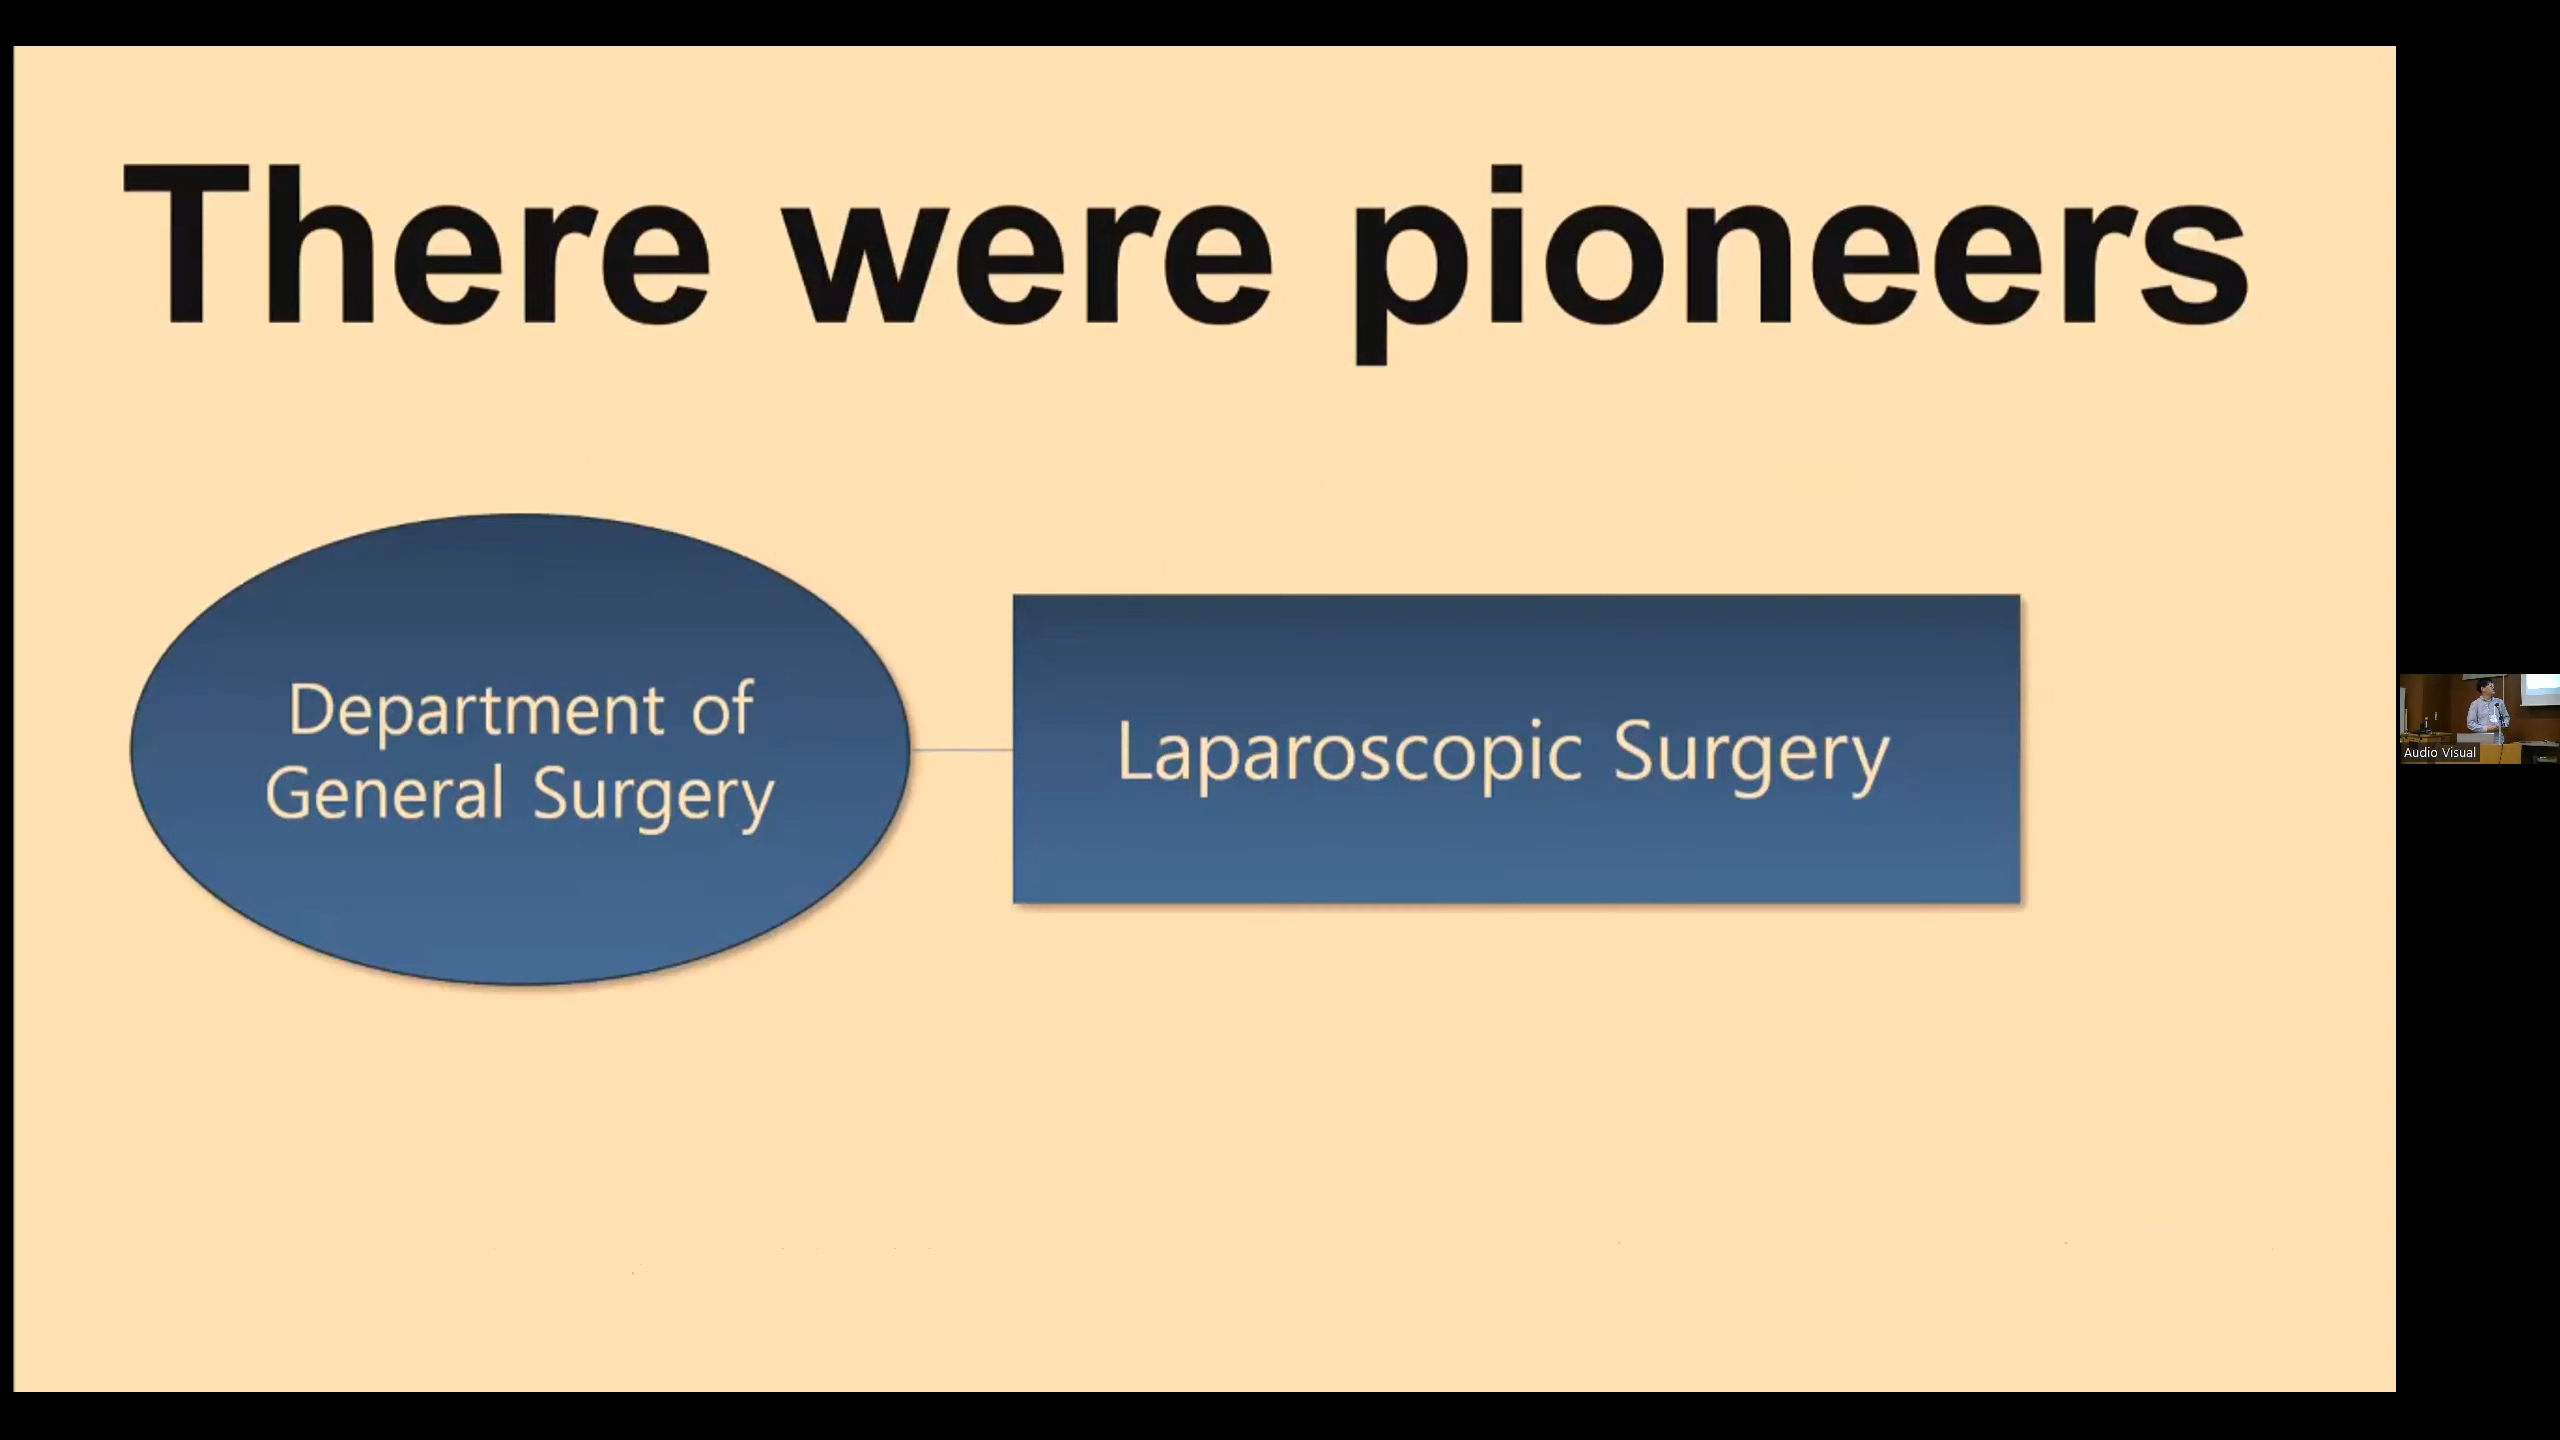 There were pioneers
Department of
General Surgery
Laparoscopic Surgery
Audio Visual